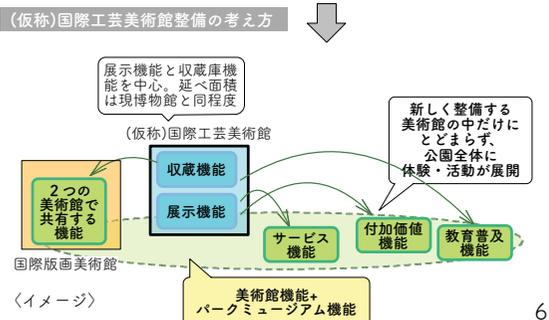 (仮称)国際工芸美術館整備の考え方
展示機能と収蔵庫機
能を中心。延べ面積
は現博物館と同程度
(仮称)国際工芸美術館
新しく整備する
美術館の中だけに
とどまらず、
公園全体に
体験・活動が展開
収蔵機能
展示機能
2つの
美術館で
共有する
機能
国際版画美術館
サービス
機能
付加価値
機能
教育普及
機能
〈イメージ〉
美術館機能+
パークミュージアム機能
6